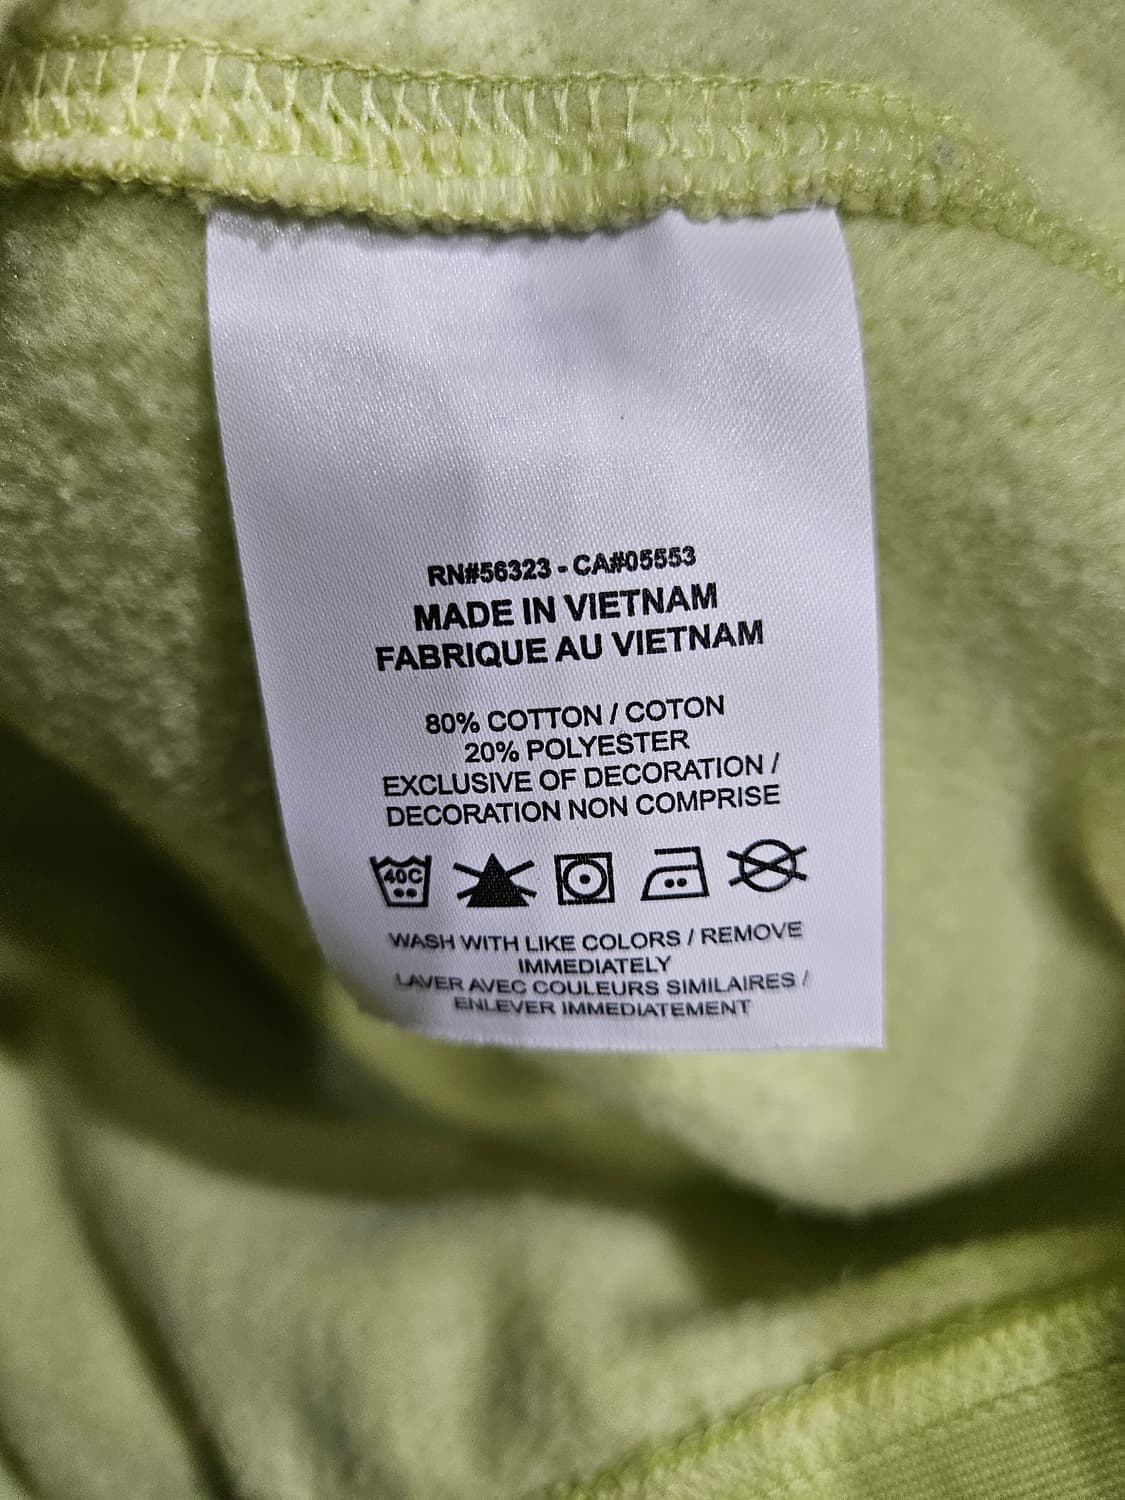 RN#56323 - CA#05553
MADE IN VIETNAM
FABRIQUE AU VIETNAM
80% COTTON / COTON
20% POLYESTER
EXCLUSIVE OF DECORATION /
DECORATION NON COMPRISE
40C
WASH WITH LIKE COLORS / REMOVE
IMMEDIATELY
LAVER AVEC COULEURS SIMILAIRES /
ENLEVER IMMEDIATEMENT